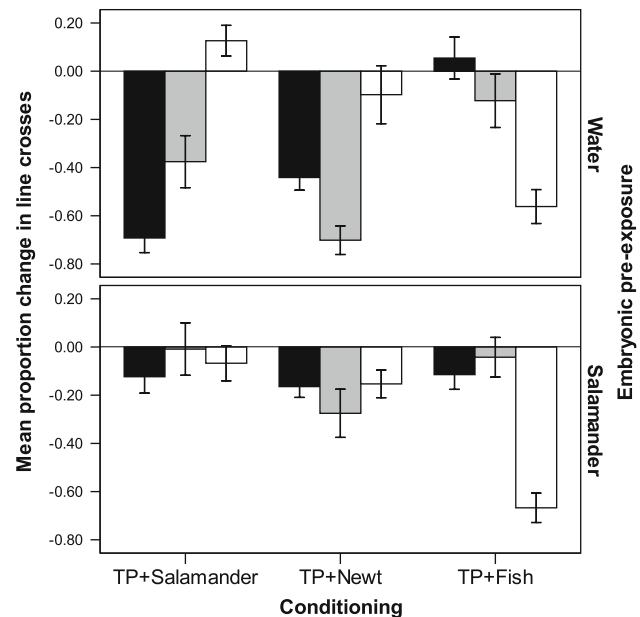 Mean proportion change in line crosses
0.20
0.00
-0.20
-0.40
-0.60
-0.80
Water
0.20
0.00
-0.20
-0.40
-0.60
-0.80
Salamander
Embryonic pre-exposure
TP+Salamander TP+Newt TP+Fish
Conditioning